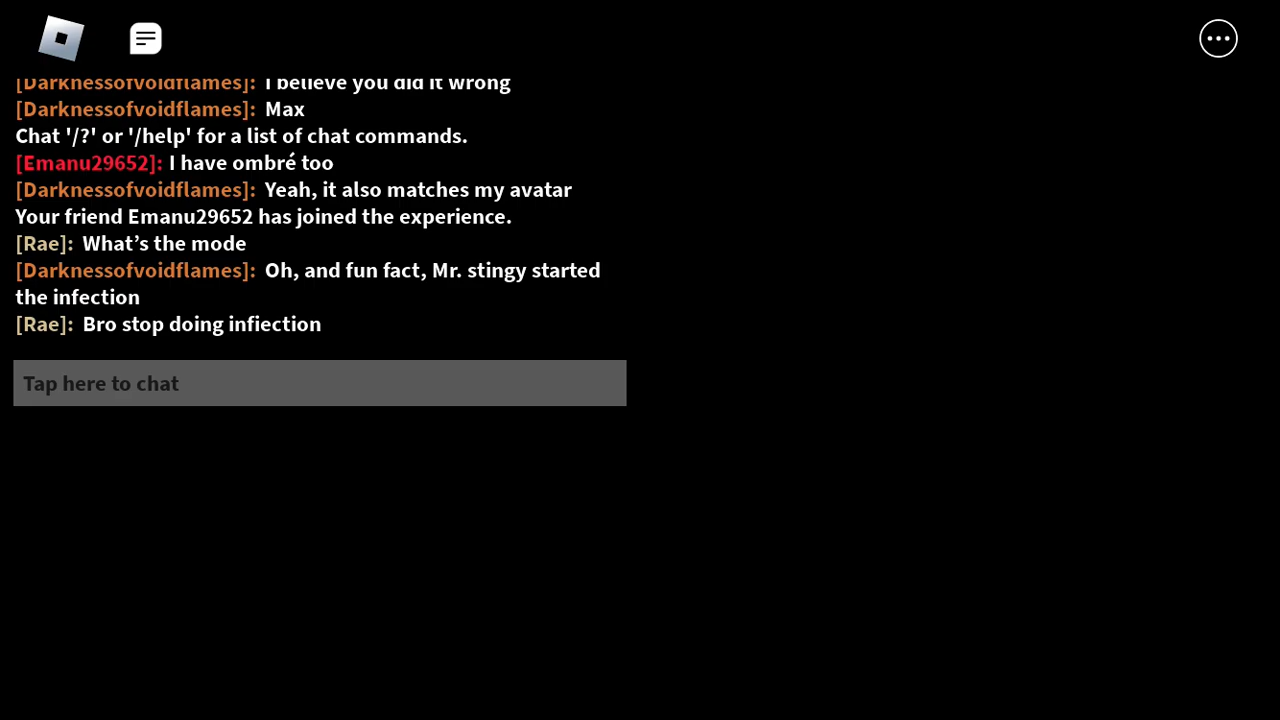 [Darknessofvoidflames]: I believe you did it wrong
[Darknessofvoidflames]: Max
Chat '/?' or '/help' for a list of chat commands.
[Emanu29652]: I have ombré too
[Darknessofvoidflames]: Yeah, it also matches my avatar
Your friend Emanu29652 has joined the experience.
[Rae]: What’s the mode
[Darknessofvoidflames]: Oh, and fun fact, Mr. stingy started
the infection
[Rae]: Bro stop doing infiection
Tap here to chat